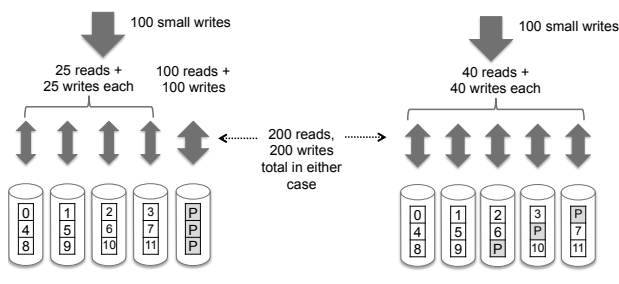 100 small writes
25 reads +
25 writes each
100 reads +
100 writes
200 reads,
200 writes
total in either
case
100 small writes
40 reads +
40 writes each
0 1 2 3 P
4 5 6 7 P
8 9 10 11 P
0 1 2 3 P
4 5 6 P 7
8 9 P 10 11